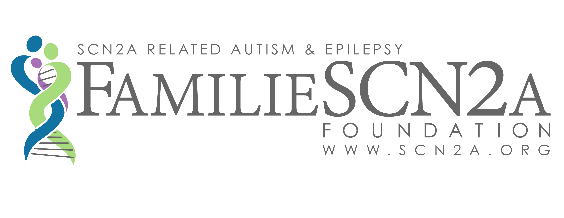 SCN2A RELATED AUTISM & EPILEPSY
FAMILIESCN2A
FOUNDATION
WWW.SCN2A.ORG